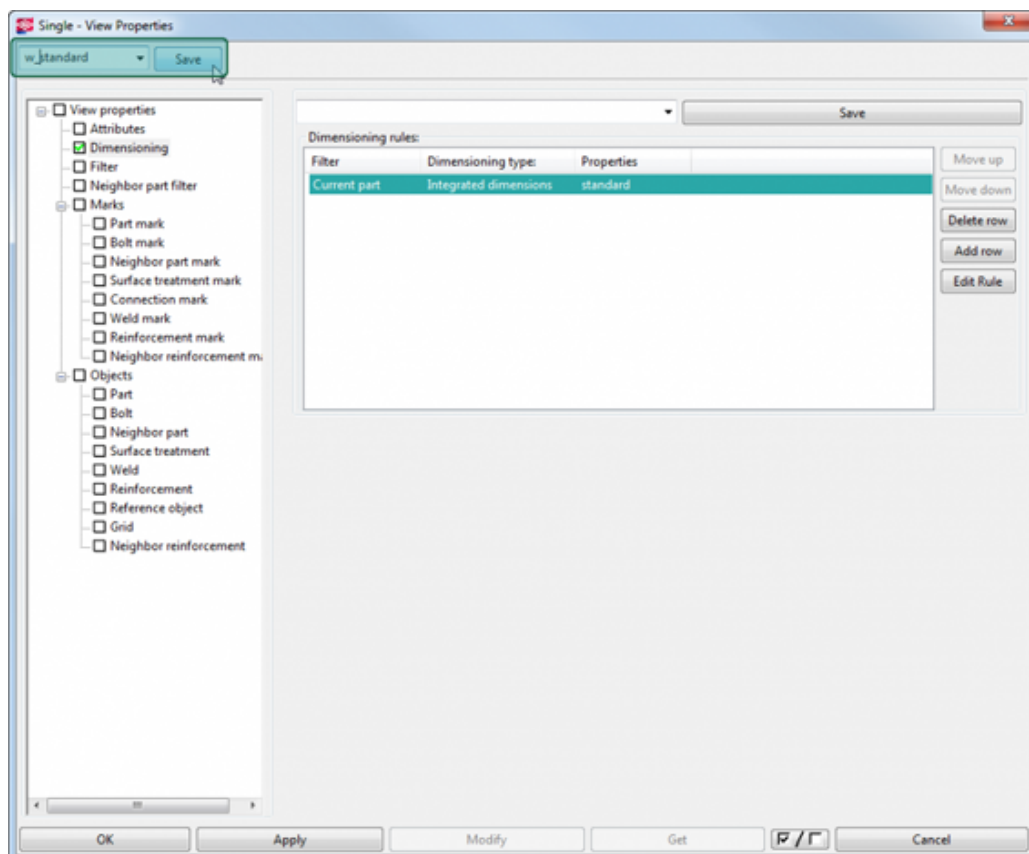 Single - View Properties
w_standard Save
View properties
Attributes
Dimensioning
Filter
Neighbor part filter
Marks
Part mark
Bolt mark
Neighbor part mark
Surface treatment mark
Connection mark
Weld mark
Reinforcement mark
Neighbor reinforcement ma
Objects
Part
Bolt
Neighbor part
Surface treatment
Weld
Reinforcement
Reference object
Grid
Neighbor reinforcement
Save
Dimensioning rules:
Filter Dimensioning type: Properties
Current part Integrated dimensions standard
Move up
Move down
Delete row
Add row
Edit Rule
OK Apply Modify Get Cancel